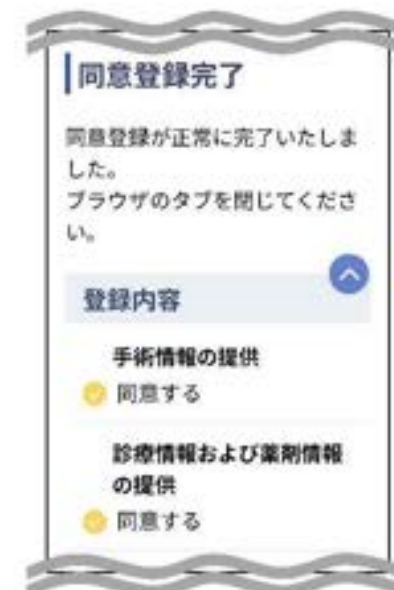 同意登録完了
同意登録が正常に完了いたしま
した。
ブラウザのタブを閉じてくださ
い。
登録内容
手術情報の提供
同意する
診療情報および薬剤情報
の提供
同意する